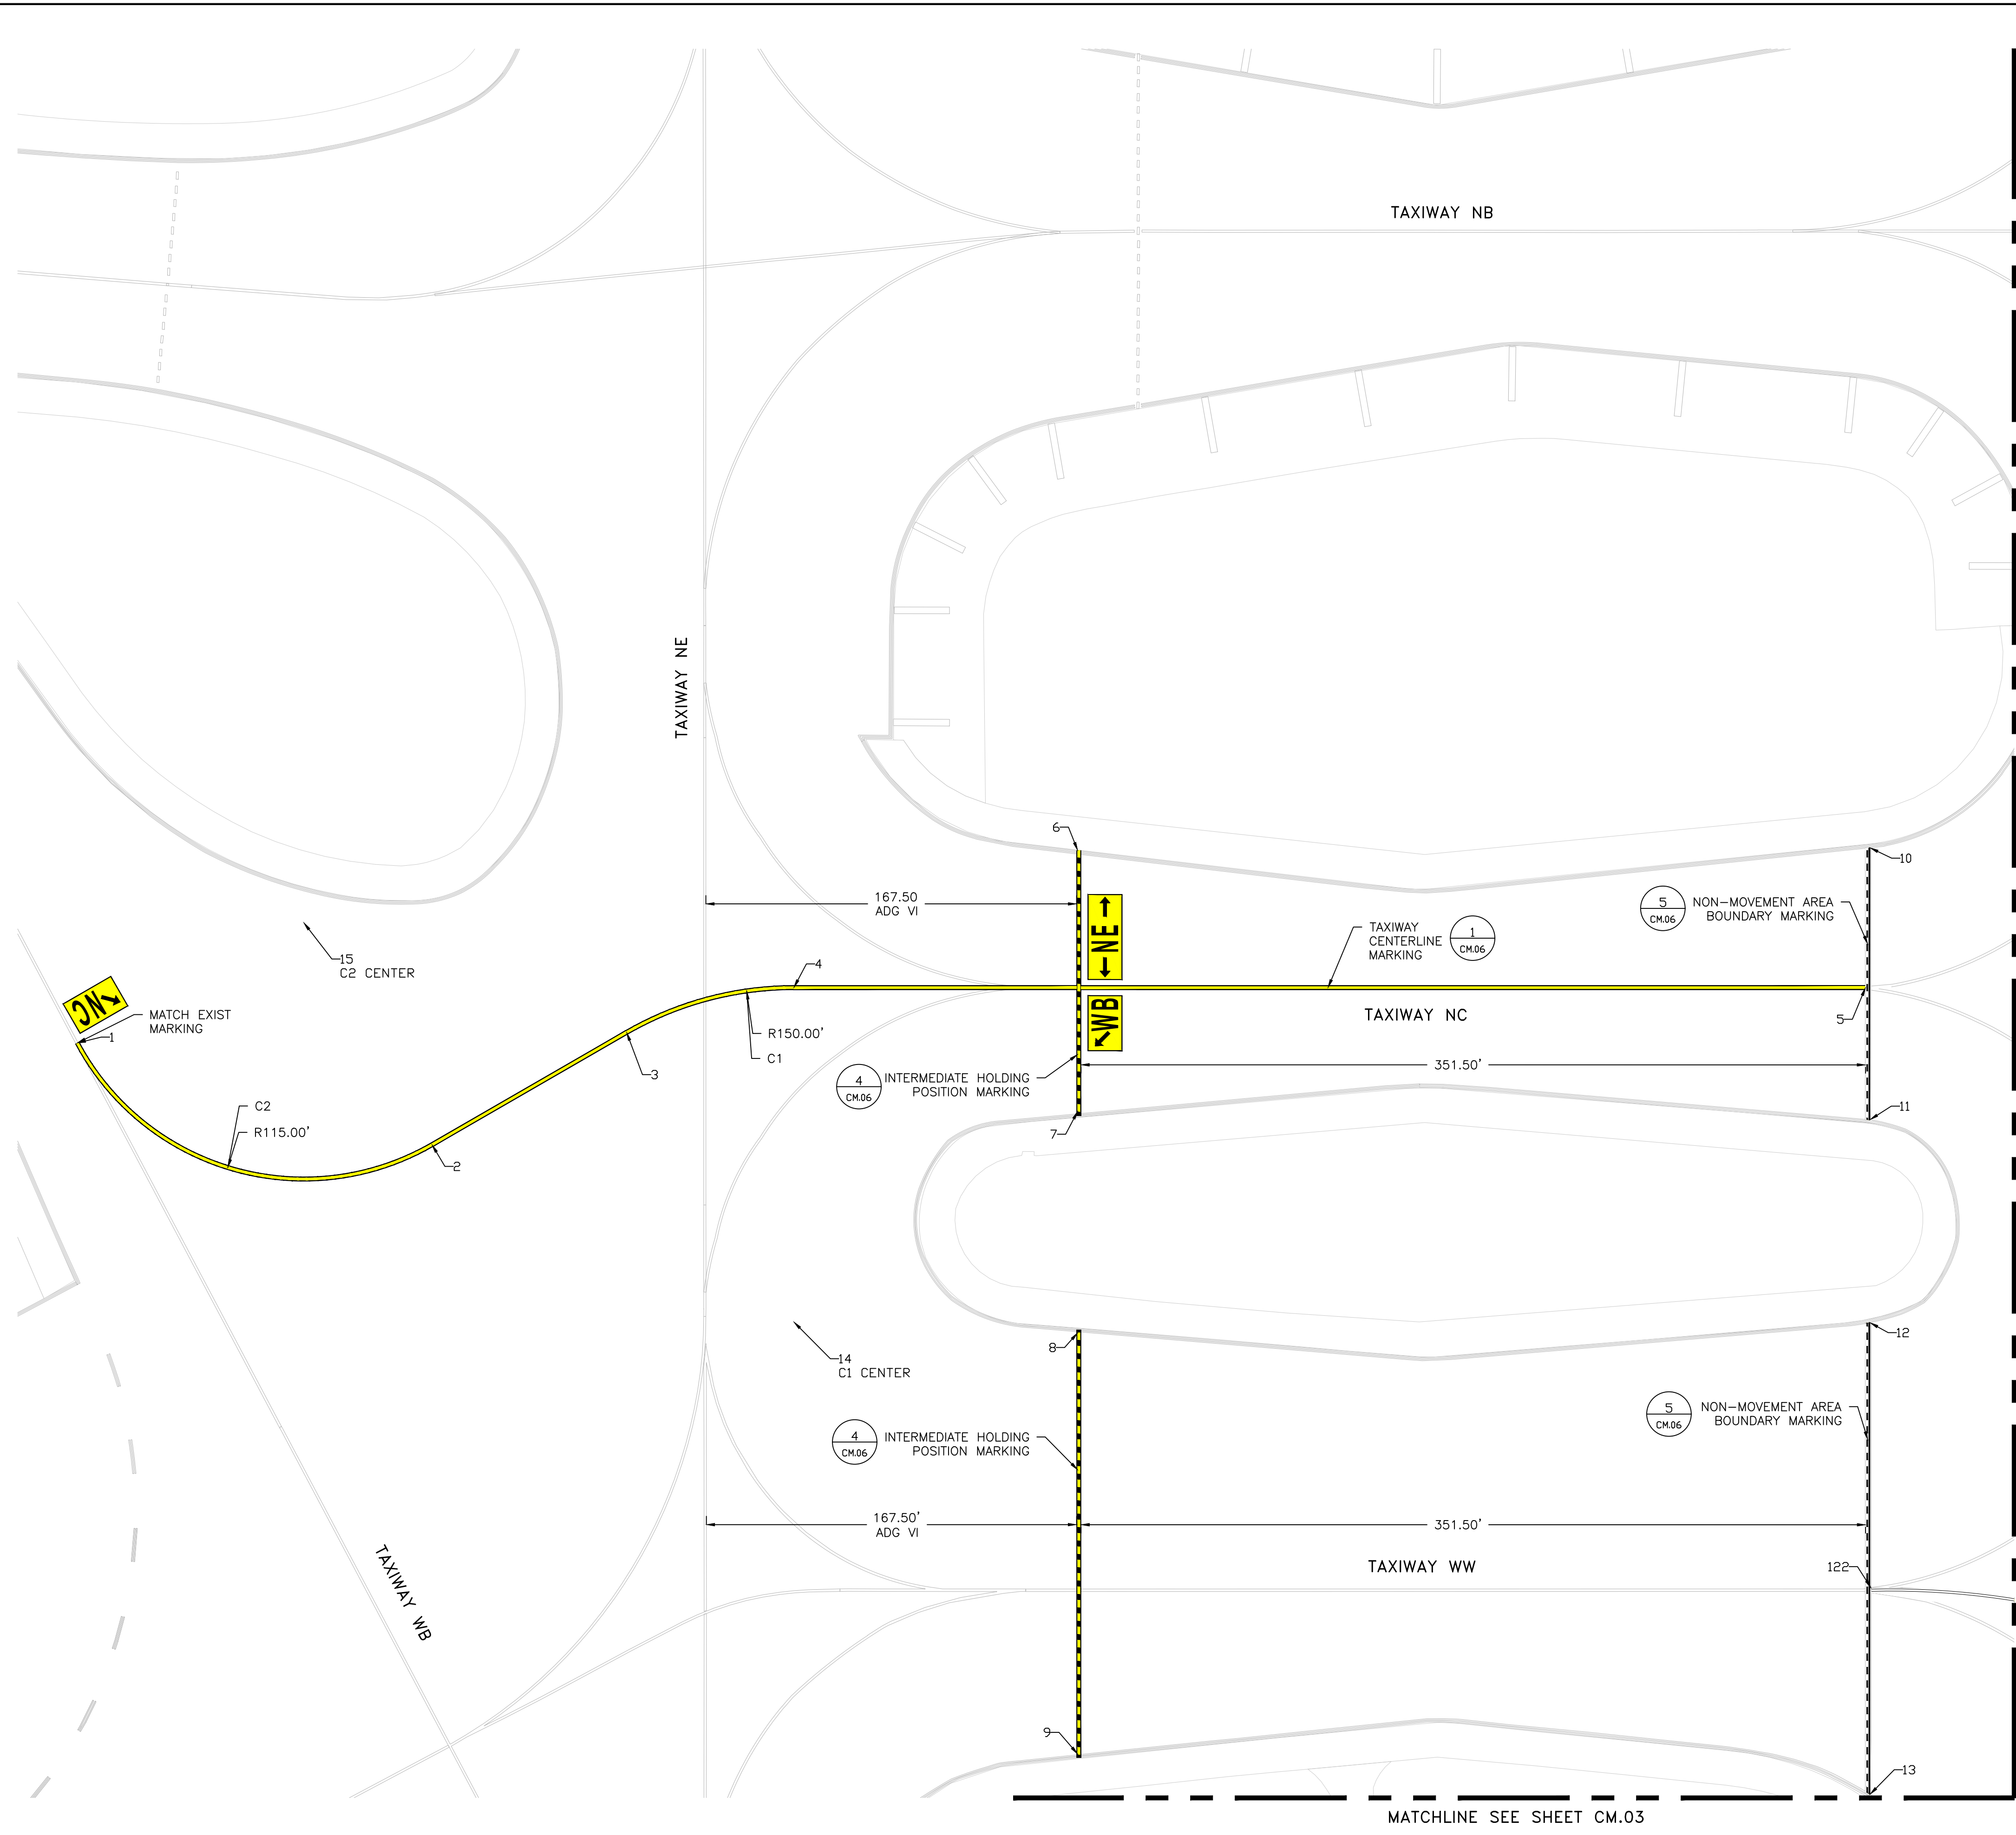 TAXIWAY NB
TAXIWAY NE
6
10
167.50
ADG VI
5
CM.06
NON-MOVEMENT AREA
BOUNDARY MARKING
NE
TAXIWAY
CENTERLINE
MARKING
1
CM.06
15
C2 CENTER
4
NC
MATCH EXIST
MARKING
1
WB
TAXIWAY NC
5
R150.00'
C1
3
351.50'
4
CM.06
INTERMEDIATE HOLDING
POSITION MARKING
C2
R115.00'
11
7
2
12
8
14
C1 CENTER
5
CM.06
NON-MOVEMENT AREA
BOUNDARY MARKING
4
CM.06
INTERMEDIATE HOLDING
POSITION MARKING
167.50'
ADG VI
351.50'
TAXIWAY WW
122
TAXIWAY WB
9
13
MATCHLINE SEE SHEET CM.03